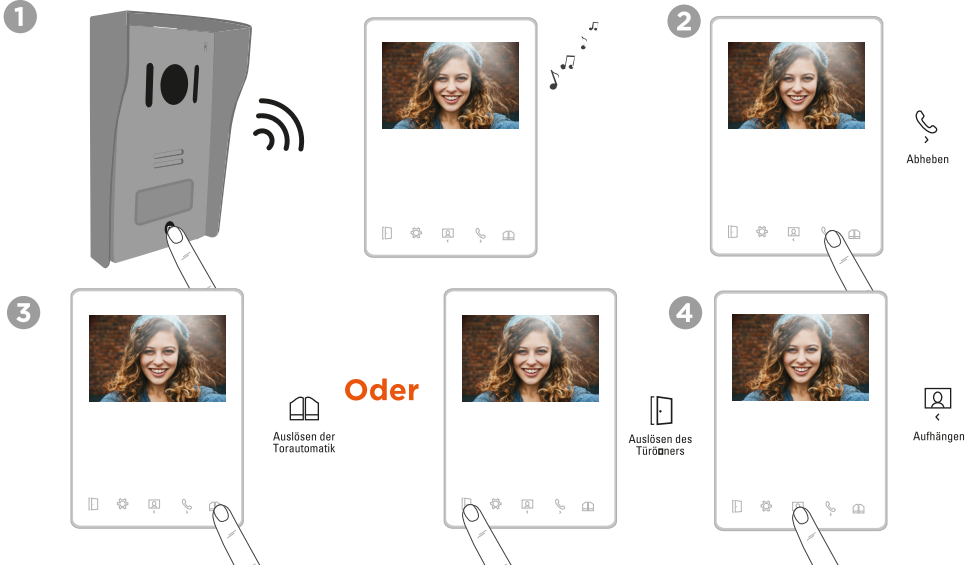 1
2
Abheben
3
Auslösen der
Torautomatik
Oder
Auslösen des
4
Aufhängen